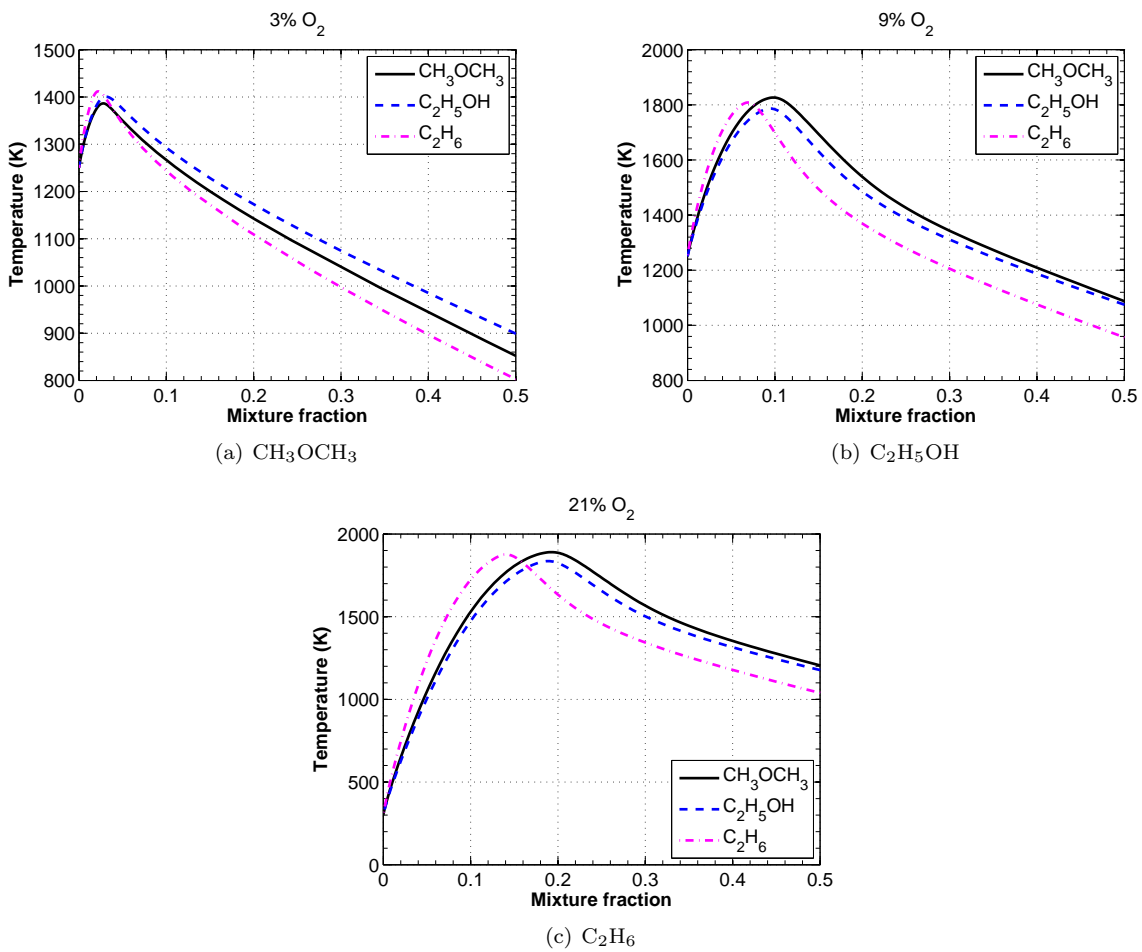 3% O₂
Temperature (K)
1500
1400
1300
1200
1100
1000
900
800
CH₃OCH₃
C₂H₅OH
C₂H₆
0 0.1 0.2 0.3 0.4 0.5
Mixture fraction
(a) CH₃OCH₃
9% O₂
Temperature (K)
2000
1800
1600
1400
1200
1000
800
CH₃OCH₃
C₂H₅OH
C₂H₆
0 0.1 0.2 0.3 0.4 0.5
Mixture fraction
(b) C₂H₅OH
21% O₂
Temperature (K)
2000
1500
1000
500
0
CH₃OCH₃
C₂H₅OH
C₂H₆
0 0.1 0.2 0.3 0.4 0.5
Mixture fraction
(c) C₂H₆